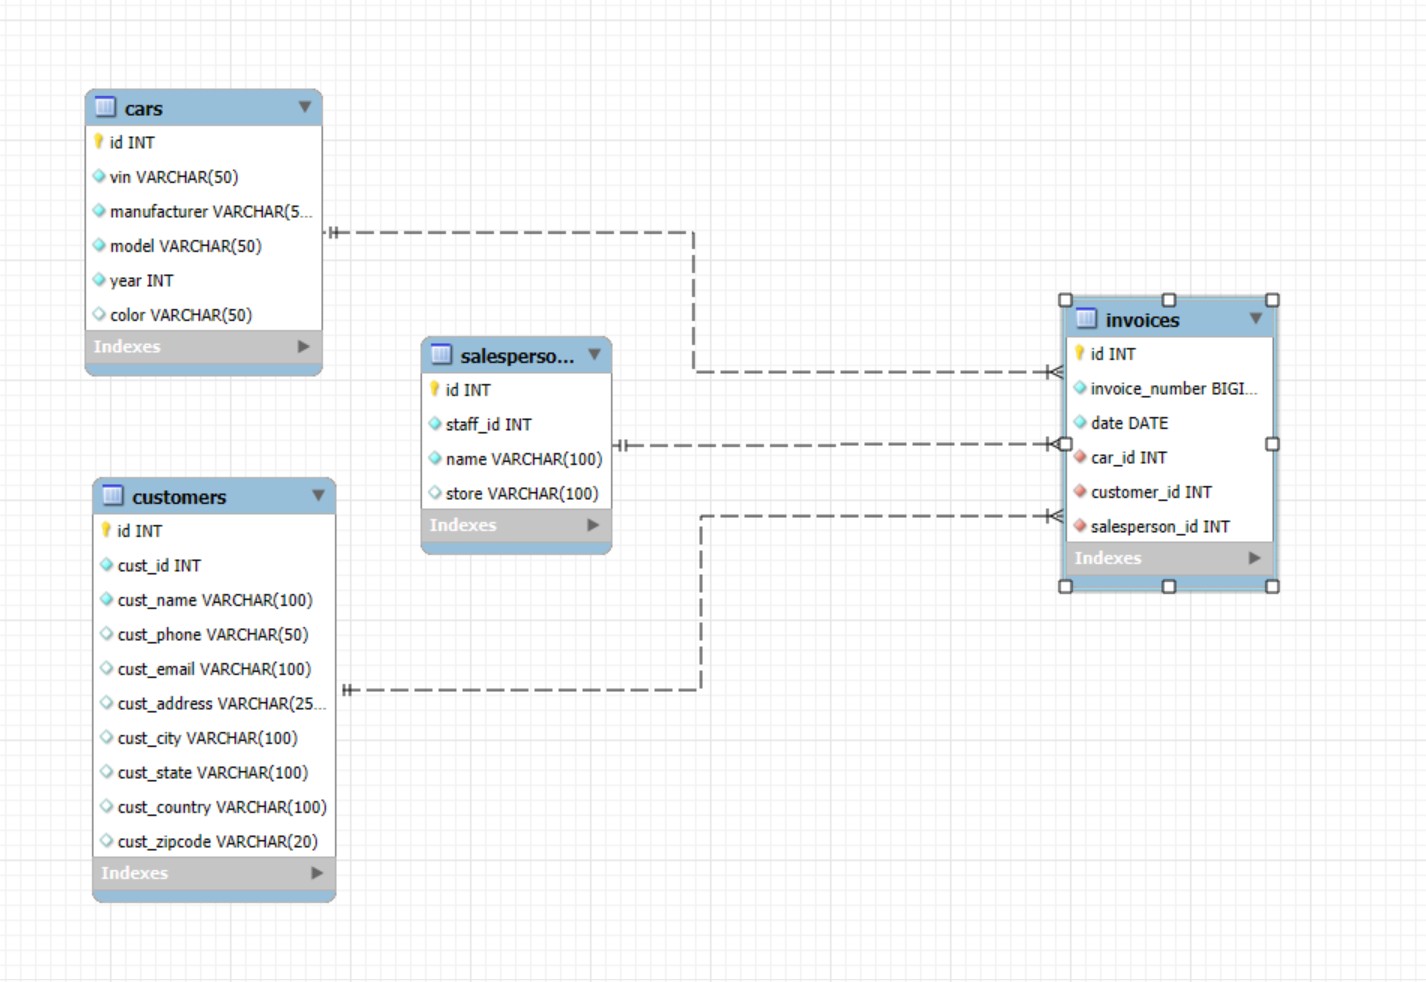 cars
id INT
vin VARCHAR(50)
manufacturer VARCHAR(5...
model VARCHAR(50)
year INT
color VARCHAR(50)
Indexes
salesperso...
id INT
staff_id INT
name VARCHAR(100)
store VARCHAR(100)
Indexes
customers
id INT
cust_id INT
cust_name VARCHAR(100)
cust_phone VARCHAR(50)
cust_email VARCHAR(100)
cust_address VARCHAR(25...
cust_city VARCHAR(100)
cust_state VARCHAR(100)
cust_country VARCHAR(100)
cust_zipcode VARCHAR(20)
Indexes
invoices
id INT
invoice_number BIGI...
date DATE
car_id INT
customer_id INT
salesperson_id INT
Indexes